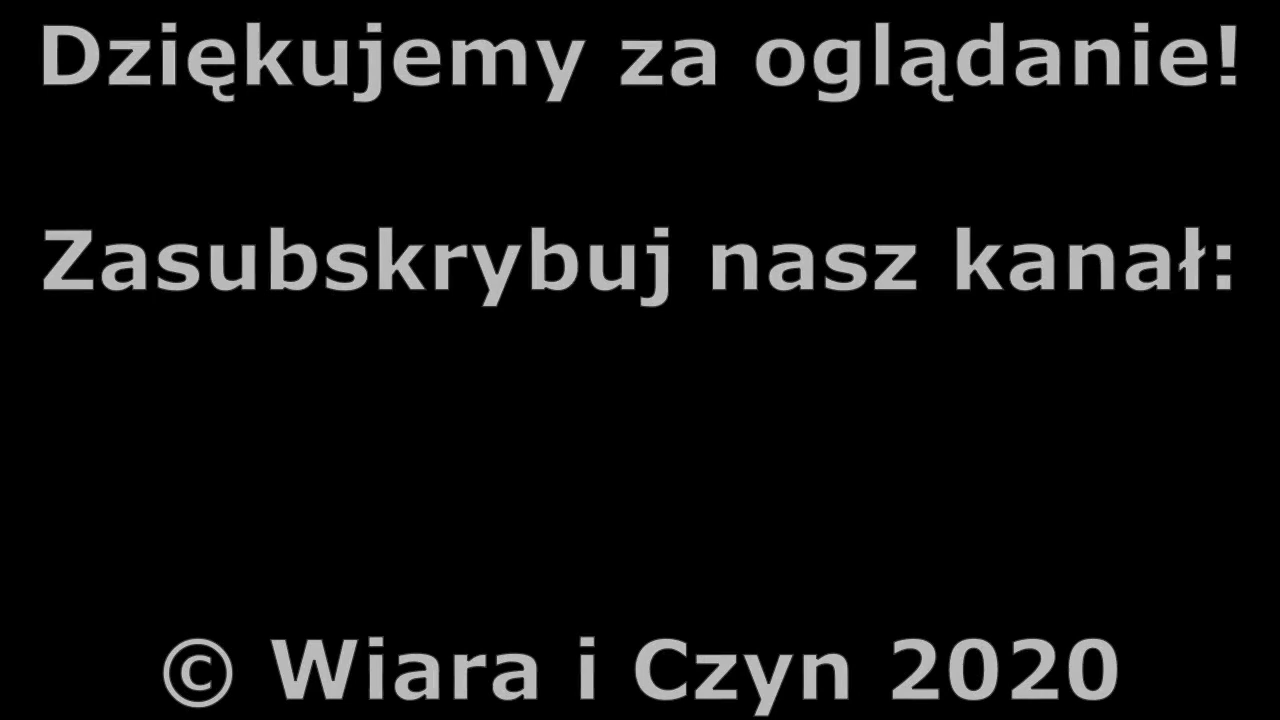 Dziękujemy za oglądanie!
Zasubskrybuj nasz kanał:
© Wiara i Czyn 2020